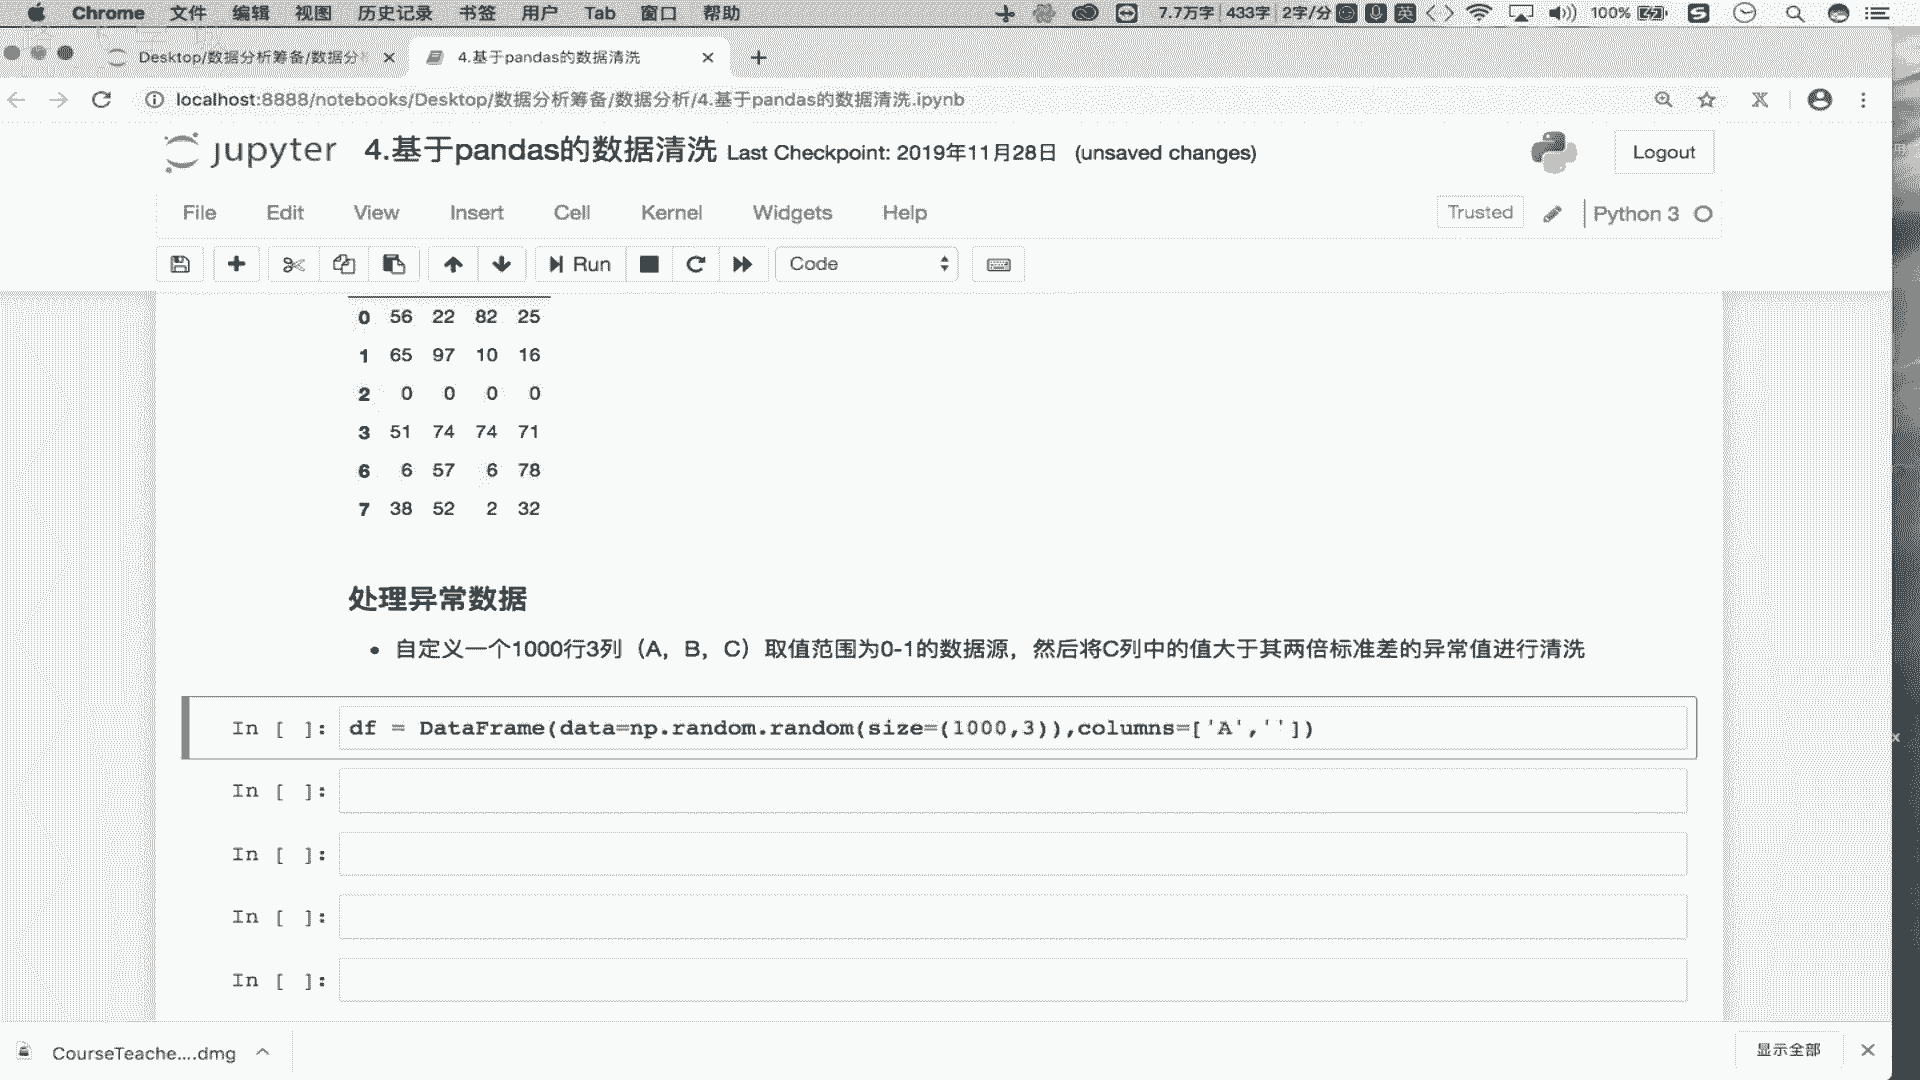 Chrome 文件 编辑 视图 历史记录 书签 用户 Tab 窗口 帮助 7.7万字 433字 2字/分 英 100%
Desktop/数据分析筹备/数据分 4.基于pandas的数据清洗
localhost:8888/notebooks/Desktop/数据分析筹备/数据分析/4.基于pandas的数据清洗.ipynb
jupyter 4.基于pandas的数据清洗 Last Checkpoint: 2019年11月28日 (unsaved changes) Logout
File Edit View Insert Cell Kernel Widgets Help Trusted Python 3
Run Code
0 56 22 82 25
1 65 97 10 16
2 0 0 0 0
3 51 74 74 71
6 6 57 6 78
7 38 52 2 32
处理异常数据
• 自定义一个1000行3列（A，B，C）取值范围为0-1的数据源，然后将C列中的值大于其两倍标准差的异常值进行清洗
In [ ]: df = DataFrame(data=np.random.random(size=(1000,3)),columns=['A',''])
In [ ]:
In [ ]:
In [ ]:
In [ ]:
CourseTeache....dmg 显示全部